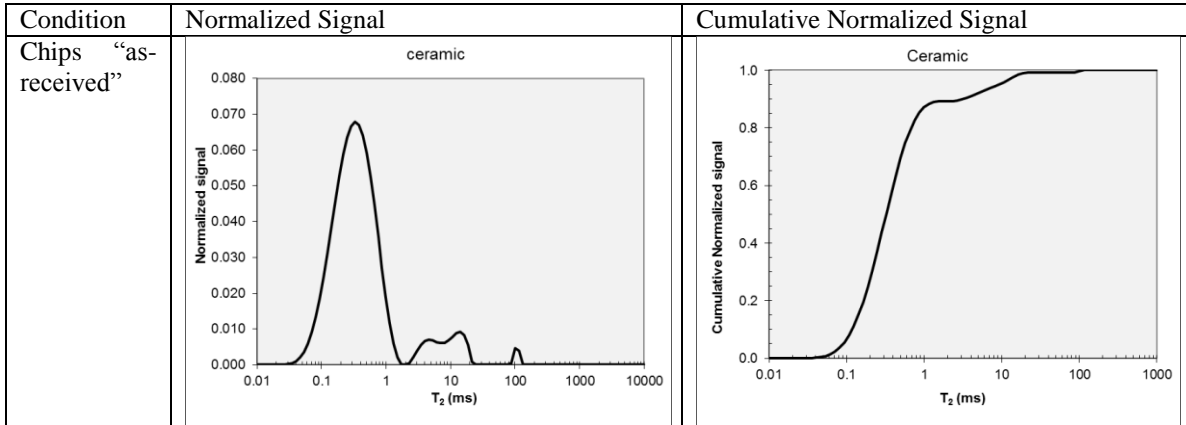 Condition
Normalized Signal
Cumulative Normalized Signal
Chips "as-
received"
ceramic
Normalized signal
0.080
0.070
0.060
0.050
0.040
0.030
0.020
0.010
0.000
0.01 0.1 1 10 100 1000 10000
T2 (ms)
Ceramic
Cumulative Normalized signal
1.0
0.8
0.6
0.4
0.2
0.0
0.01 0.1 1 10 100 1000
T2 (ms)